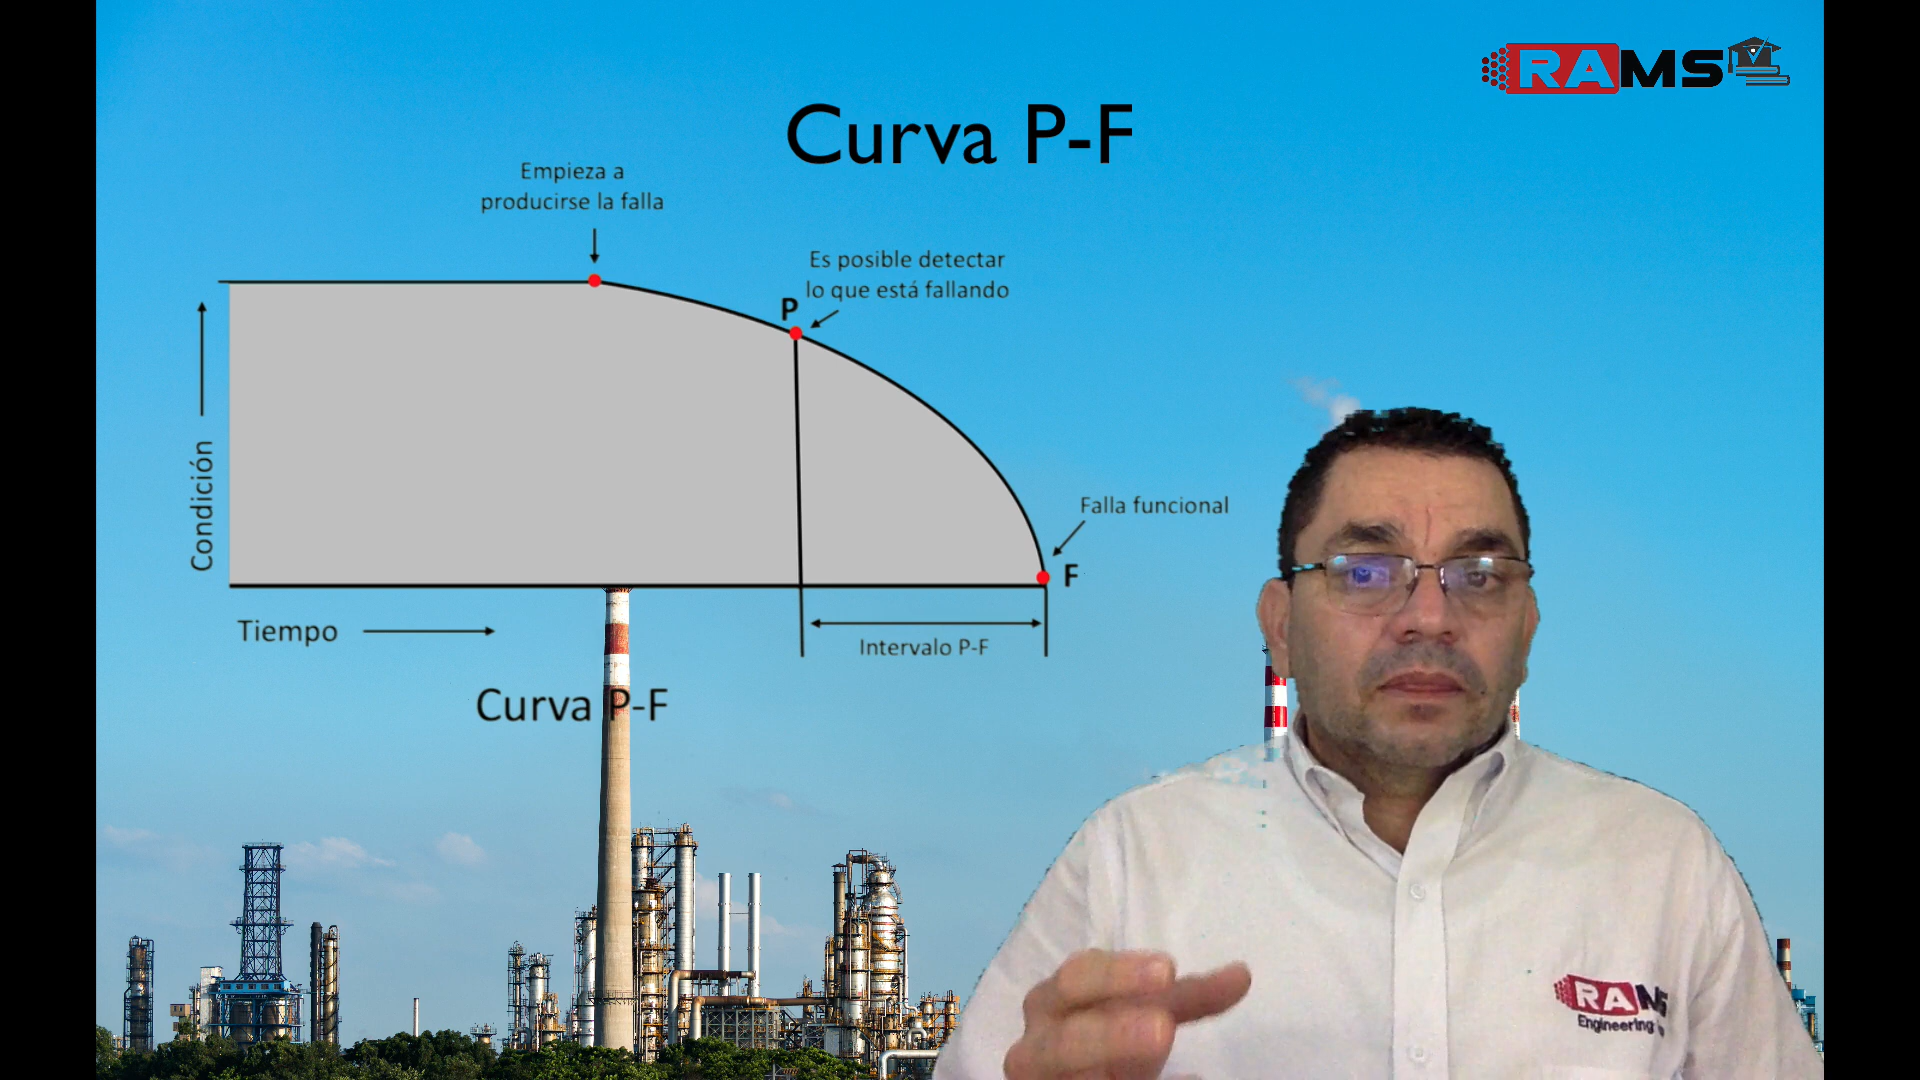 RAMS
Curva P-F
Empieza a
producirse la falla
Es posible detectar
lo que está fallando
P
Condición
Falla funcional
F
Tiempo
Intervalo P-F
Curva P-F
RAMS
Engineering